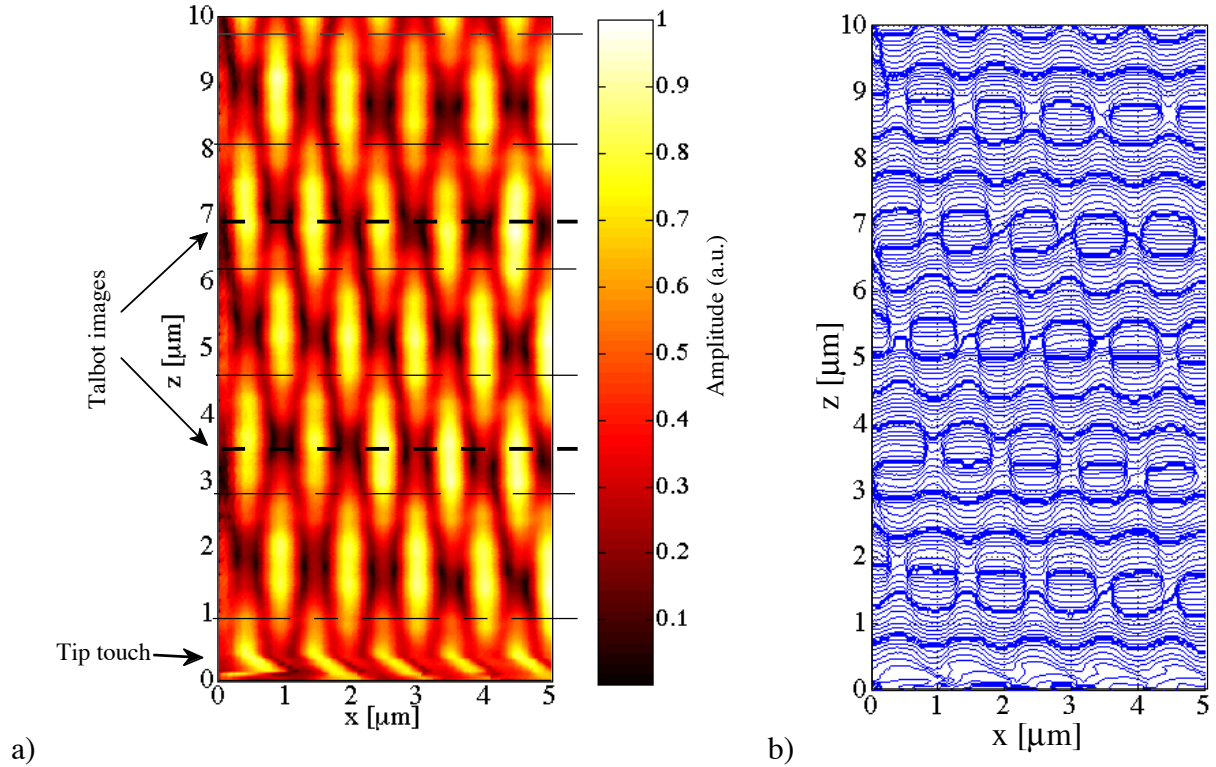 10
9
8
7
6
5
4
3
2
1
0
z [μm]
0 1 2 3 4 5
x [μm]
Talbot images
Tip touch
1
0.9
0.8
0.7
0.6
0.5
0.4
0.3
0.2
0.1
Amplitude (a.u.)
a)
10
9
8
7
6
5
4
3
2
1
0
z [μm]
0 1 2 3 4 5
x [μm]
b)